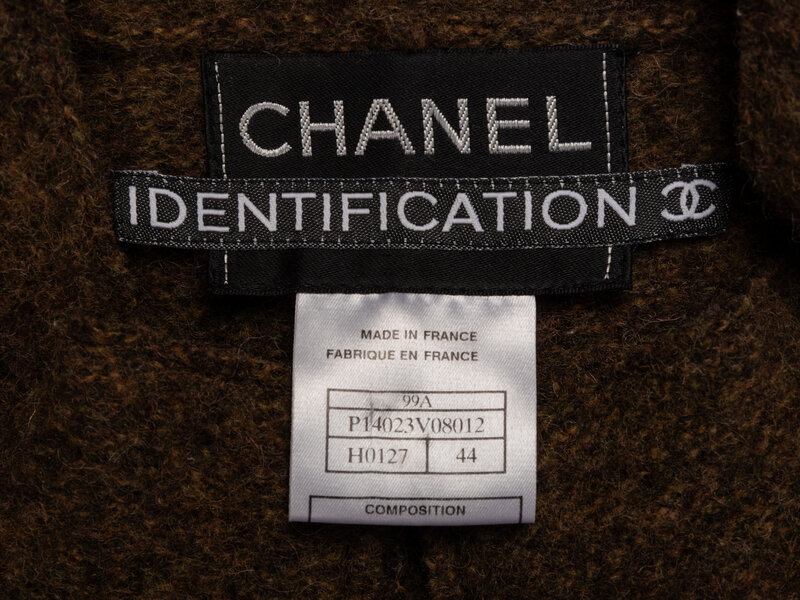 CHANEL
IDENTIFICATION
MADE IN FRANCE
FABRIQUE EN FRANCE
99A
P14023V08012
H0127 44
COMPOSITION